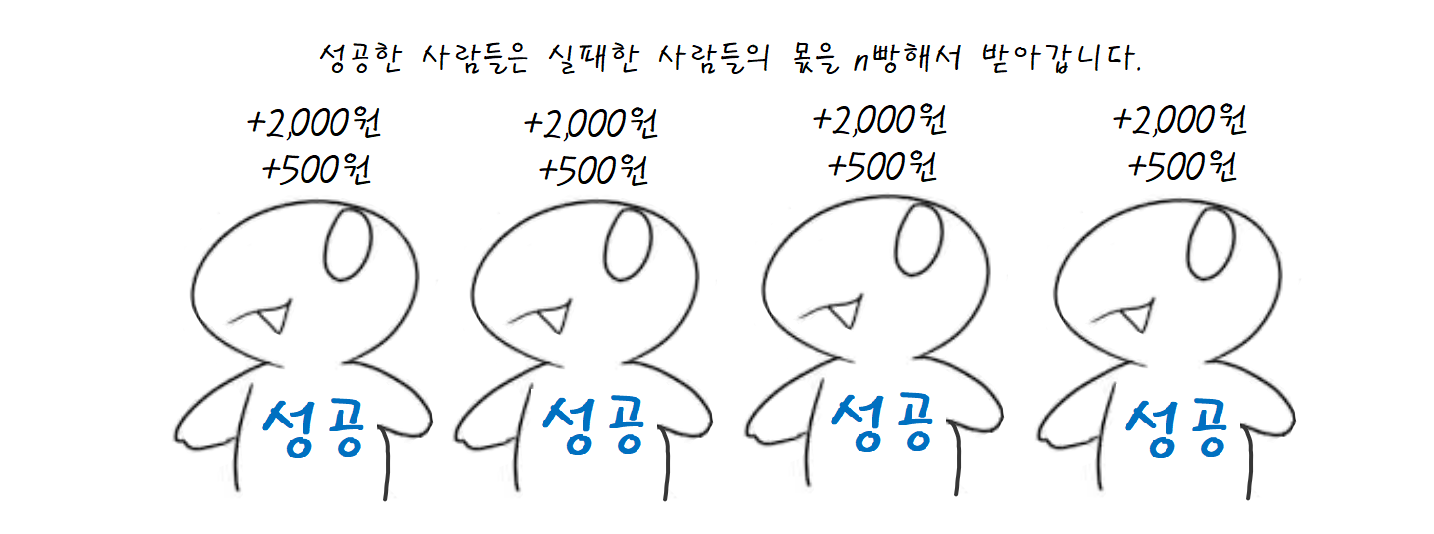 성공한 사람들은 실패한 사람들의 몫을 n빵해서 받아갑니다.
+2,000원 +2,000원 +2,000원 +2,000원
+500원 +500원 +500원 +500원
성공 성공 성공 성공